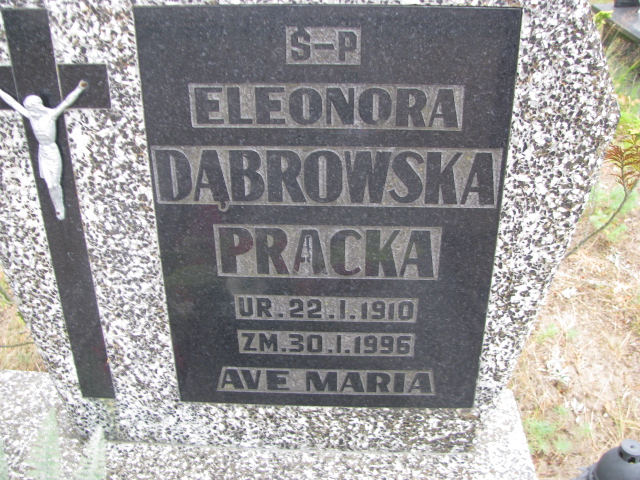 Ś-P
ELEONORA
DĄBROWSKA
PRACKA
UR.22.I.1910
ZM.30.I.1996
AVE MARIA